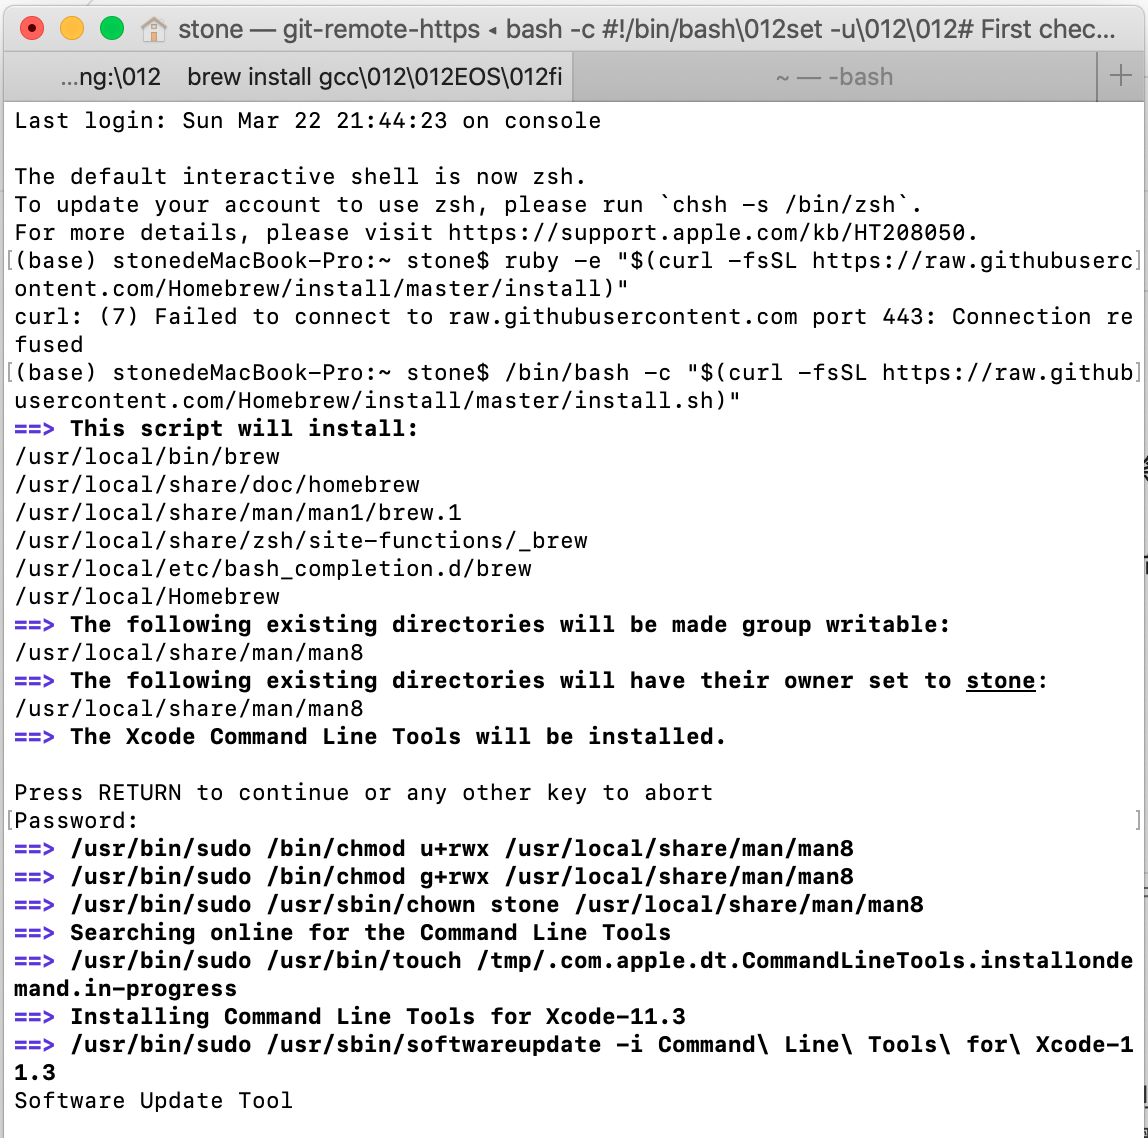 stone — git-remote-https ◂ bash -c #!/bin/bash\012set -u\012\012# First chec...
...ng:\012    brew install gcc\012\012EOS\012fi
~ — -bash
Last login: Sun Mar 22 21:44:23 on console
The default interactive shell is now zsh.
To update your account to use zsh, please run `chsh -s /bin/zsh`.
For more details, please visit https://support.apple.com/kb/HT208050.
[(base) stonedeMacBook-Pro:~ stone$ ruby -e "$(curl -fsSL https://raw.githubuserc]
ontent.com/Homebrew/install/master/install)"
curl: (7) Failed to connect to raw.githubusercontent.com port 443: Connection re
fused
[(base) stonedeMacBook-Pro:~ stone$ /bin/bash -c "$(curl -fsSL https://raw.github]
usercontent.com/Homebrew/install/master/install.sh)"
==> This script will install:
/usr/local/bin/brew
/usr/local/share/doc/homebrew
/usr/local/share/man/man1/brew.1
/usr/local/share/zsh/site-functions/_brew
/usr/local/etc/bash_completion.d/brew
/usr/local/Homebrew
==> The following existing directories will be made group writable:
/usr/local/share/man/man8
==> The following existing directories will have their owner set to stone:
/usr/local/share/man/man8
==> The Xcode Command Line Tools will be installed.
Press RETURN to continue or any other key to abort
[Password:]
==> /usr/bin/sudo /bin/chmod u+rwx /usr/local/share/man/man8
==> /usr/bin/sudo /bin/chmod g+rwx /usr/local/share/man/man8
==> /usr/bin/sudo /usr/sbin/chown stone /usr/local/share/man/man8
==> Searching online for the Command Line Tools
==> /usr/bin/sudo /usr/bin/touch /tmp/.com.apple.dt.CommandLineTools.installonde
mand.in-progress
==> Installing Command Line Tools for Xcode-11.3
==> /usr/bin/sudo /usr/sbin/softwareupdate -i Command\ Line\ Tools\ for\ Xcode-1
1.3
Software Update Tool